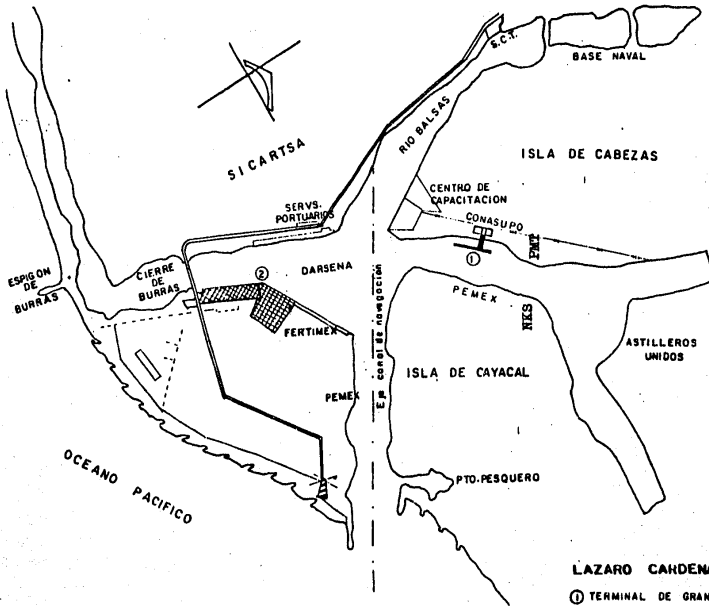 S.C.T.
BASE NAVAL
RIO BALSAS
ISLA DE CABEZAS
SICARTSA
CENTRO DE
CAPACITACION
SERVS.
PORTUARIOS
CONASUPO
PMT
①
ESPIGON
DE
BURRAS
CIERRE
DE
BURRAS
②
DARSENA
PEMEX
NKS
FERTIMEX
Eje canal de navegación
ASTILLEROS
UNIDOS
PEMEX
ISLA DE CAYACAL
OCEANO PACIFICO
PTO. PESQUERO
LAZARO CARDENA
① TERMINAL DE GRAN